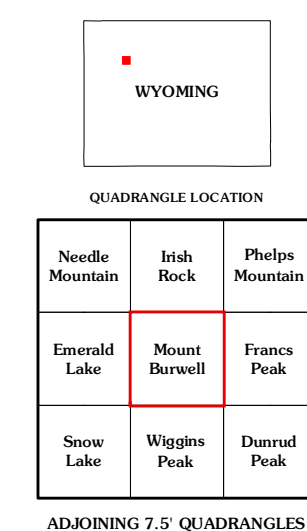 WYOMING
QUADRANGLE LOCATION
Needle
Mountain
Irish
Rock
Phelps
Mountain
Emerald
Lake
Mount
Burwell
Francs
Peak
Snow
Lake
Wiggins
Peak
Dunrud
Peak
ADJOINING 7.5' QUADRANGLES